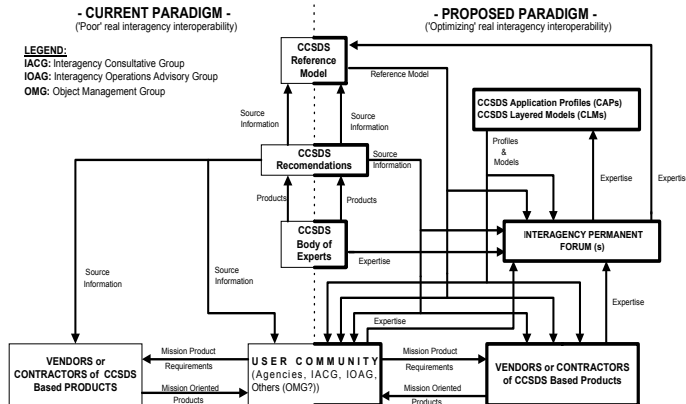 - CURRENT PARADIGM -
('Poor' real interagency interoperability)
- PROPOSED PARADIGM -
('Optimizing' real interagency interoperability)
LEGEND:
IACG: Interagency Consultative Group
IOAG: Interagency Operations Advisory Group
OMG: Object Management Group
CCSDS
Reference
Model
Reference Model
CCSDS Application Profiles (CAPs)
CCSDS Layered Models (CLMs)
Source
Information
Source
Information
Profiles
&
Models
CCSDS
Recomendations
Source
Information
Expertise
Expertis
Products
Products
CCSDS
Body of
Experts
Expertise
INTERAGENCY PERMANENT
FORUM (s)
Source
Information
Source
Information
Expertise
Expertise
VENDORS or
CONTRACTORS of CCSDS
Based PRODUCTS
Mission Product
Requirements
Mission Oriented
Products
USER COMMUNITY
(Agencies, IACG, IOAG,
Others (OMG?))
Mission Product
Requirements
Mission Oriented
Products
VENDORS or CONTRACTORS
of CCSDS Based Products